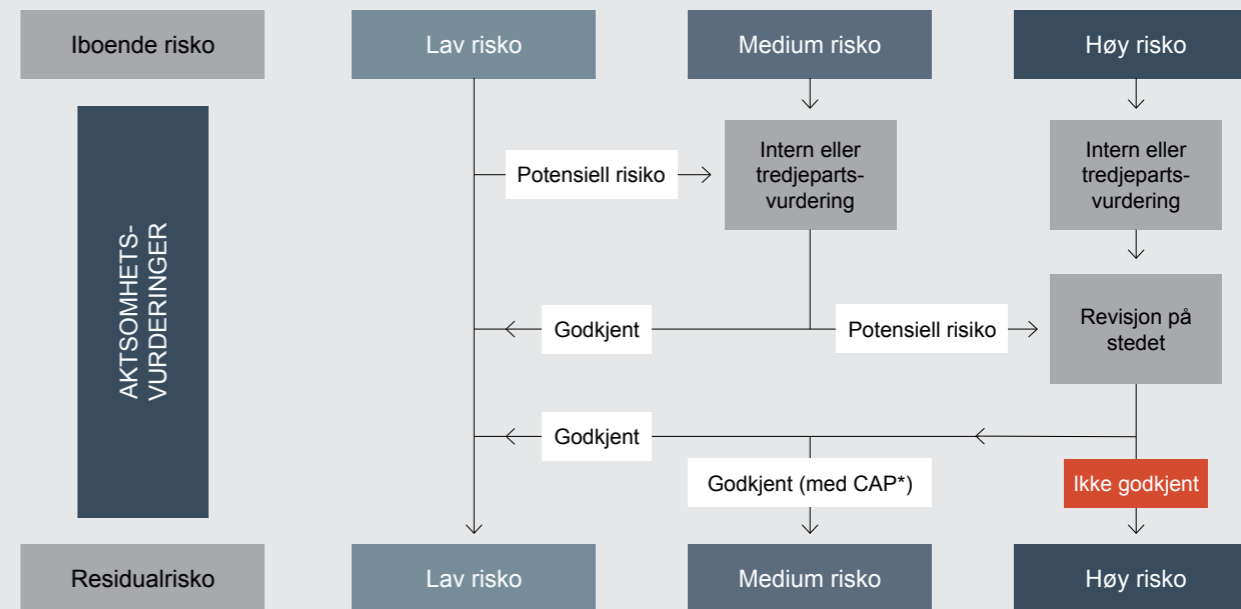 Iboende risko
Lav risko
Medium risko
Høy risko
AKTSOMHETS-
VURDERINGER
Intern eller
tredjeparts-
vurdering
Intern eller
tredjeparts-
vurdering
Potensiell risiko
Revisjon på
stedet
Godkjent
Potensiell risiko
Godkjent
Godkjent (med CAP*)
Ikke godkjent
Residualrisko
Lav risko
Medium risko
Høy risko